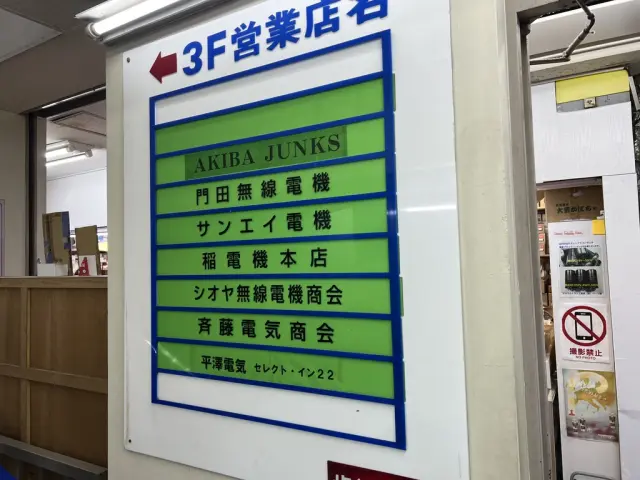 3F営業店名
AKIBA JUNKS
門田無線電機
サンエイ電機
稲電機本店
シオヤ無線電機商会
斉藤電気商会
平澤電気 セレクト・イン22
撮影禁止
NO PHOTO